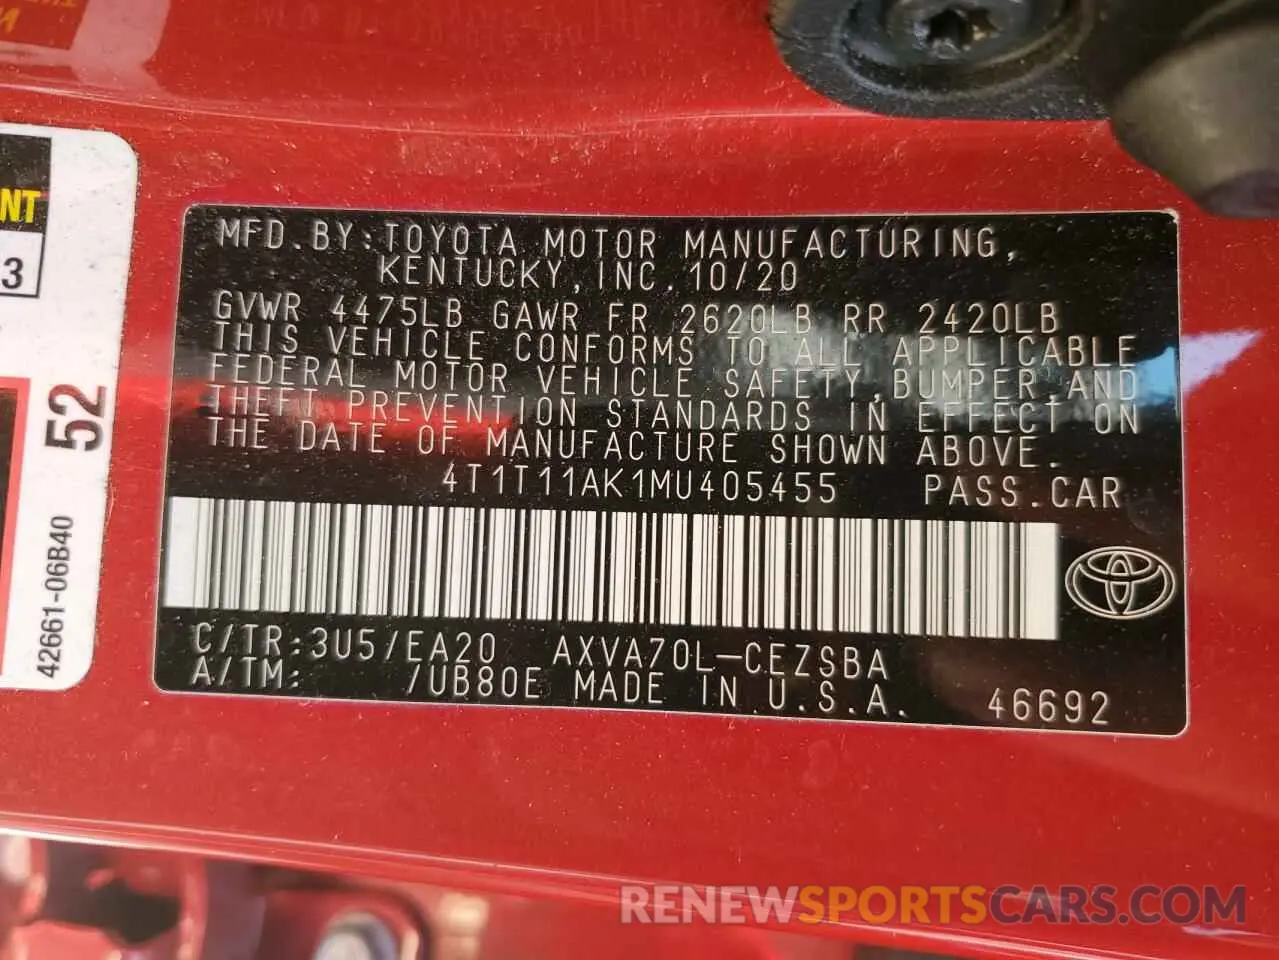 NT
3
52
42661-06B40
MFD.BY:TOYOTA MOTOR MANUFACTURING,
KENTUCKY,INC. 10/20
GVWR 4475LB GAWR FR 2620LB RR 2420LB
THIS VEHICLE CONFORMS TO ALL APPLICABLE
FEDERAL MOTOR VEHICLE SAFETY,BUMPER,AND
THEFT PREVENTION STANDARDS IN EFFECT ON
THE DATE OF MANUFACTURE SHOWN ABOVE.
4T1T11AK1MU405455 PASS.CAR
C/TR:3U5/EA20 AXVA70L-CEZSBA
A/TM: /UB80E MADE IN U.S.A. 46692
RENEWSPORTSCARS.COM